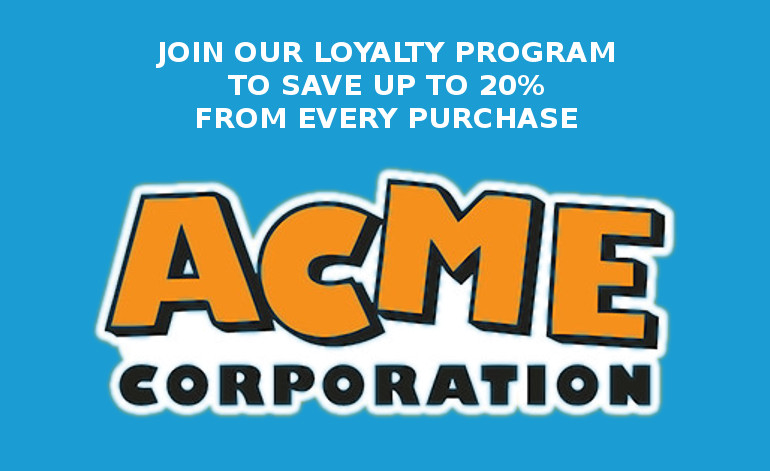 JOIN OUR LOYALTY PROGRAM
TO SAVE UP TO 20%
FROM EVERY PURCHASE
ACME
CORPORATION